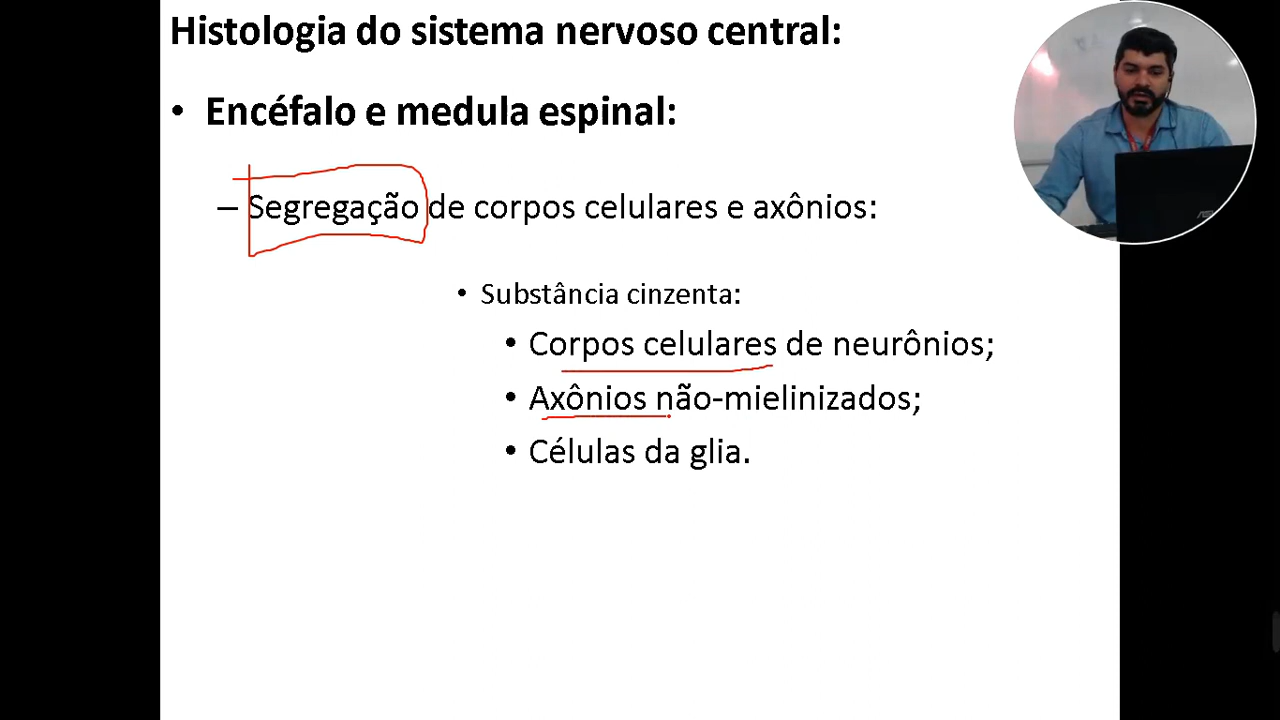 Histologia do sistema nervoso central:
• Encéfalo e medula espinal:
– Segregação de corpos celulares e axônios:
• Substância cinzenta:
• Corpos celulares de neurônios;
• Axônios não-mielinizados;
• Células da glia.